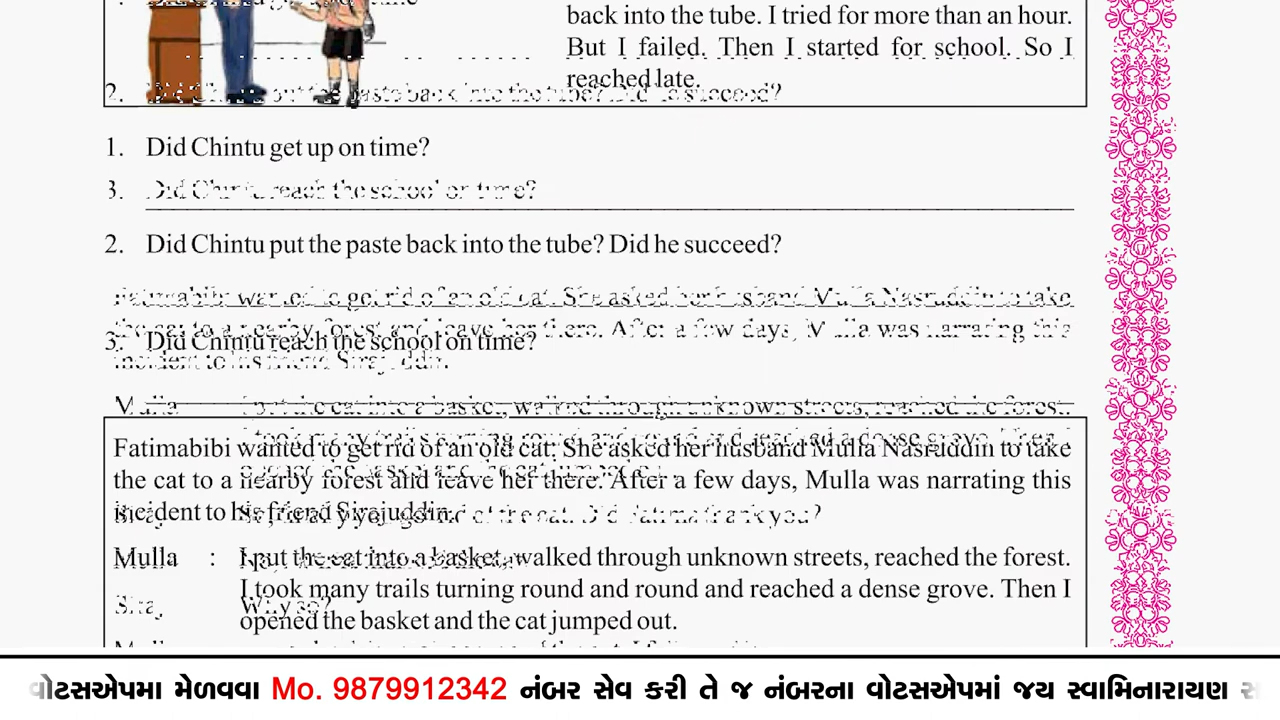 back into the tube. I tried for more than an hour.
But I failed. Then I started for school. So I
reached late.
2. Did Chintu put the paste back into the tube? Did he succeed?
1. Did Chintu get up on time?
3. Did Chintu reach the school on time?
2. Did Chintu put the paste back into the tube? Did he succeed?
Fatimabibi wanted to get rid of an old cat. She asked her husband Mulla Nasruddin to take
the cat to a nearby forest and leave her there. After a few days, Mulla was narrating this
3. Did Chintu reach the school on time?
incident to his friend Sirajuddin.
Mulla I put the cat into a basket, walked through unknown streets, reached the forest.
I took many trails turning round and round and reached a dense grove. Then I
Fatimabibi wanted to get rid of an old cat. She asked her husband Mulla Nasruddin to take
opened the basket and the cat jumped out.
the cat to a nearby forest and leave her there. After a few days, Mulla was narrating this
incident to his friend Sirajuddin.
Mulla : I put the cat into a basket, walked through unknown streets, reached the forest.
I took many trails turning round and round and reached a dense grove. Then I
Siraj Why so?
opened the basket and the cat jumped out.
વોટસએપમા મેળવવા Mo. 9879912342 નંબર સેવ કરી તે જ નંબરના વોટસએપમાં જય સ્વામિનારાયણ